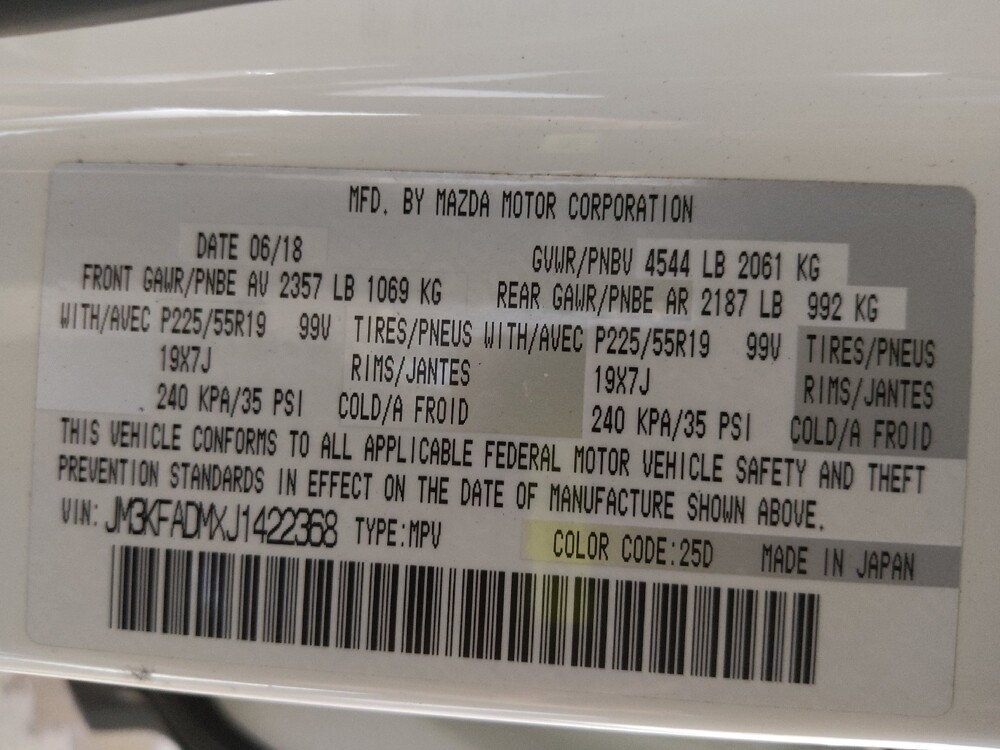 MFD. BY MAZDA MOTOR CORPORATION
DATE 06/18 GVWR/PNBV 4544 LB 2061 KG
FRONT GAWR/PNBE AV 2357 LB 1069 KG REAR GAWR/PNBE AR 2187 LB 992 KG
WITH/AVEC P225/55R19 99V TIRES/PNEUS WITH/AVEC P225/55R19 99V TIRES/PNEUS
19X7J RIMS/JANTES 19X7J RIMS/JANTES
240 KPA/35 PSI COLD/A FROID 240 KPA/35 PSI COLD/A FROID
THIS VEHICLE CONFORMS TO ALL APPLICABLE FEDERAL MOTOR VEHICLE SAFETY AND THEFT
PREVENTION STANDARDS IN EFFECT ON THE DATE OF MANUFACTURE SHOWN ABOVE.
VIN: JM3KFADMXJ1422368 TYPE:MPV COLOR CODE:25D MADE IN JAPAN